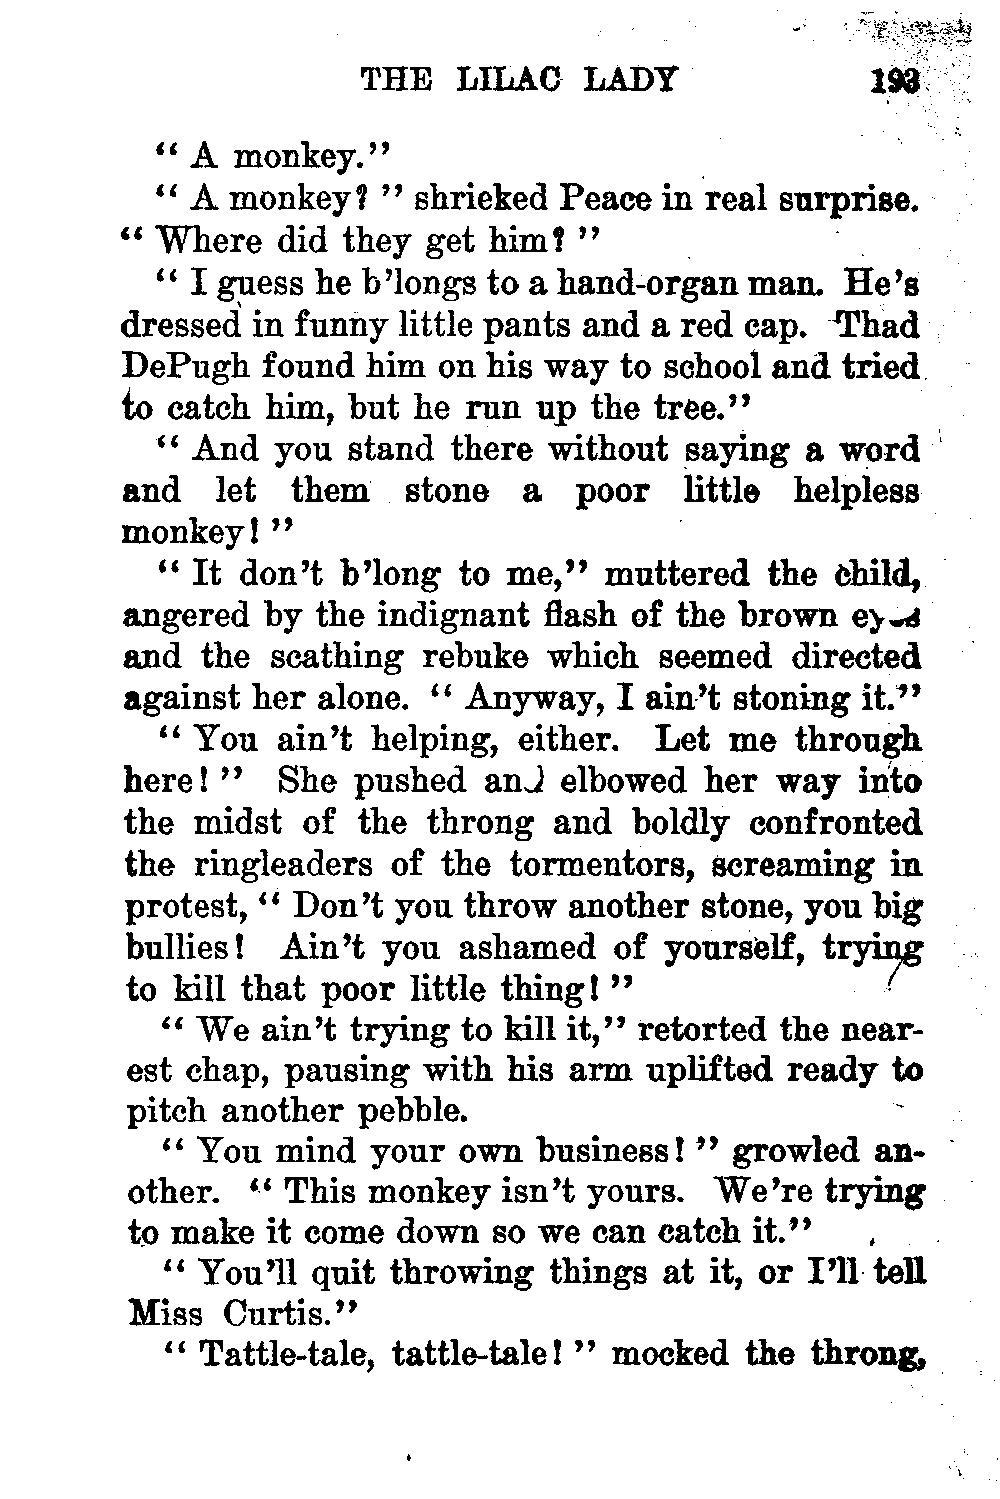 THE LILAC LADY 193
" A monkey."
" A monkey? " shrieked Peace in real surprise.
" Where did they get him? "
" I guess he b'longs to a hand-organ man. He's
dressed in funny little pants and a red cap. Thad
DePugh found him on his way to school and tried
to catch him, but he run up the tree."
" And you stand there without saying a word
and let them stone a poor little helpless
monkey! "
" It don't b'long to me," muttered the child,
angered by the indignant flash of the brown eyes
and the scathing rebuke which seemed directed
against her alone. " Anyway, I ain't stoning it."
" You ain't helping, either. Let me through
here! " She pushed and elbowed her way into
the midst of the throng and boldly confronted
the ringleaders of the tormentors, screaming in
protest, " Don't you throw another stone, you big
bullies! Ain't you ashamed of yourself, trying
to kill that poor little thing! "
" We ain't trying to kill it," retorted the near-
est chap, pausing with his arm uplifted ready to
pitch another pebble.
" You mind your own business! " growled an-
other. " This monkey isn't yours. We're trying
to make it come down so we can catch it."
" You'll quit throwing things at it, or I'll tell
Miss Curtis."
" Tattle-tale, tattle-tale! " mocked the throng,